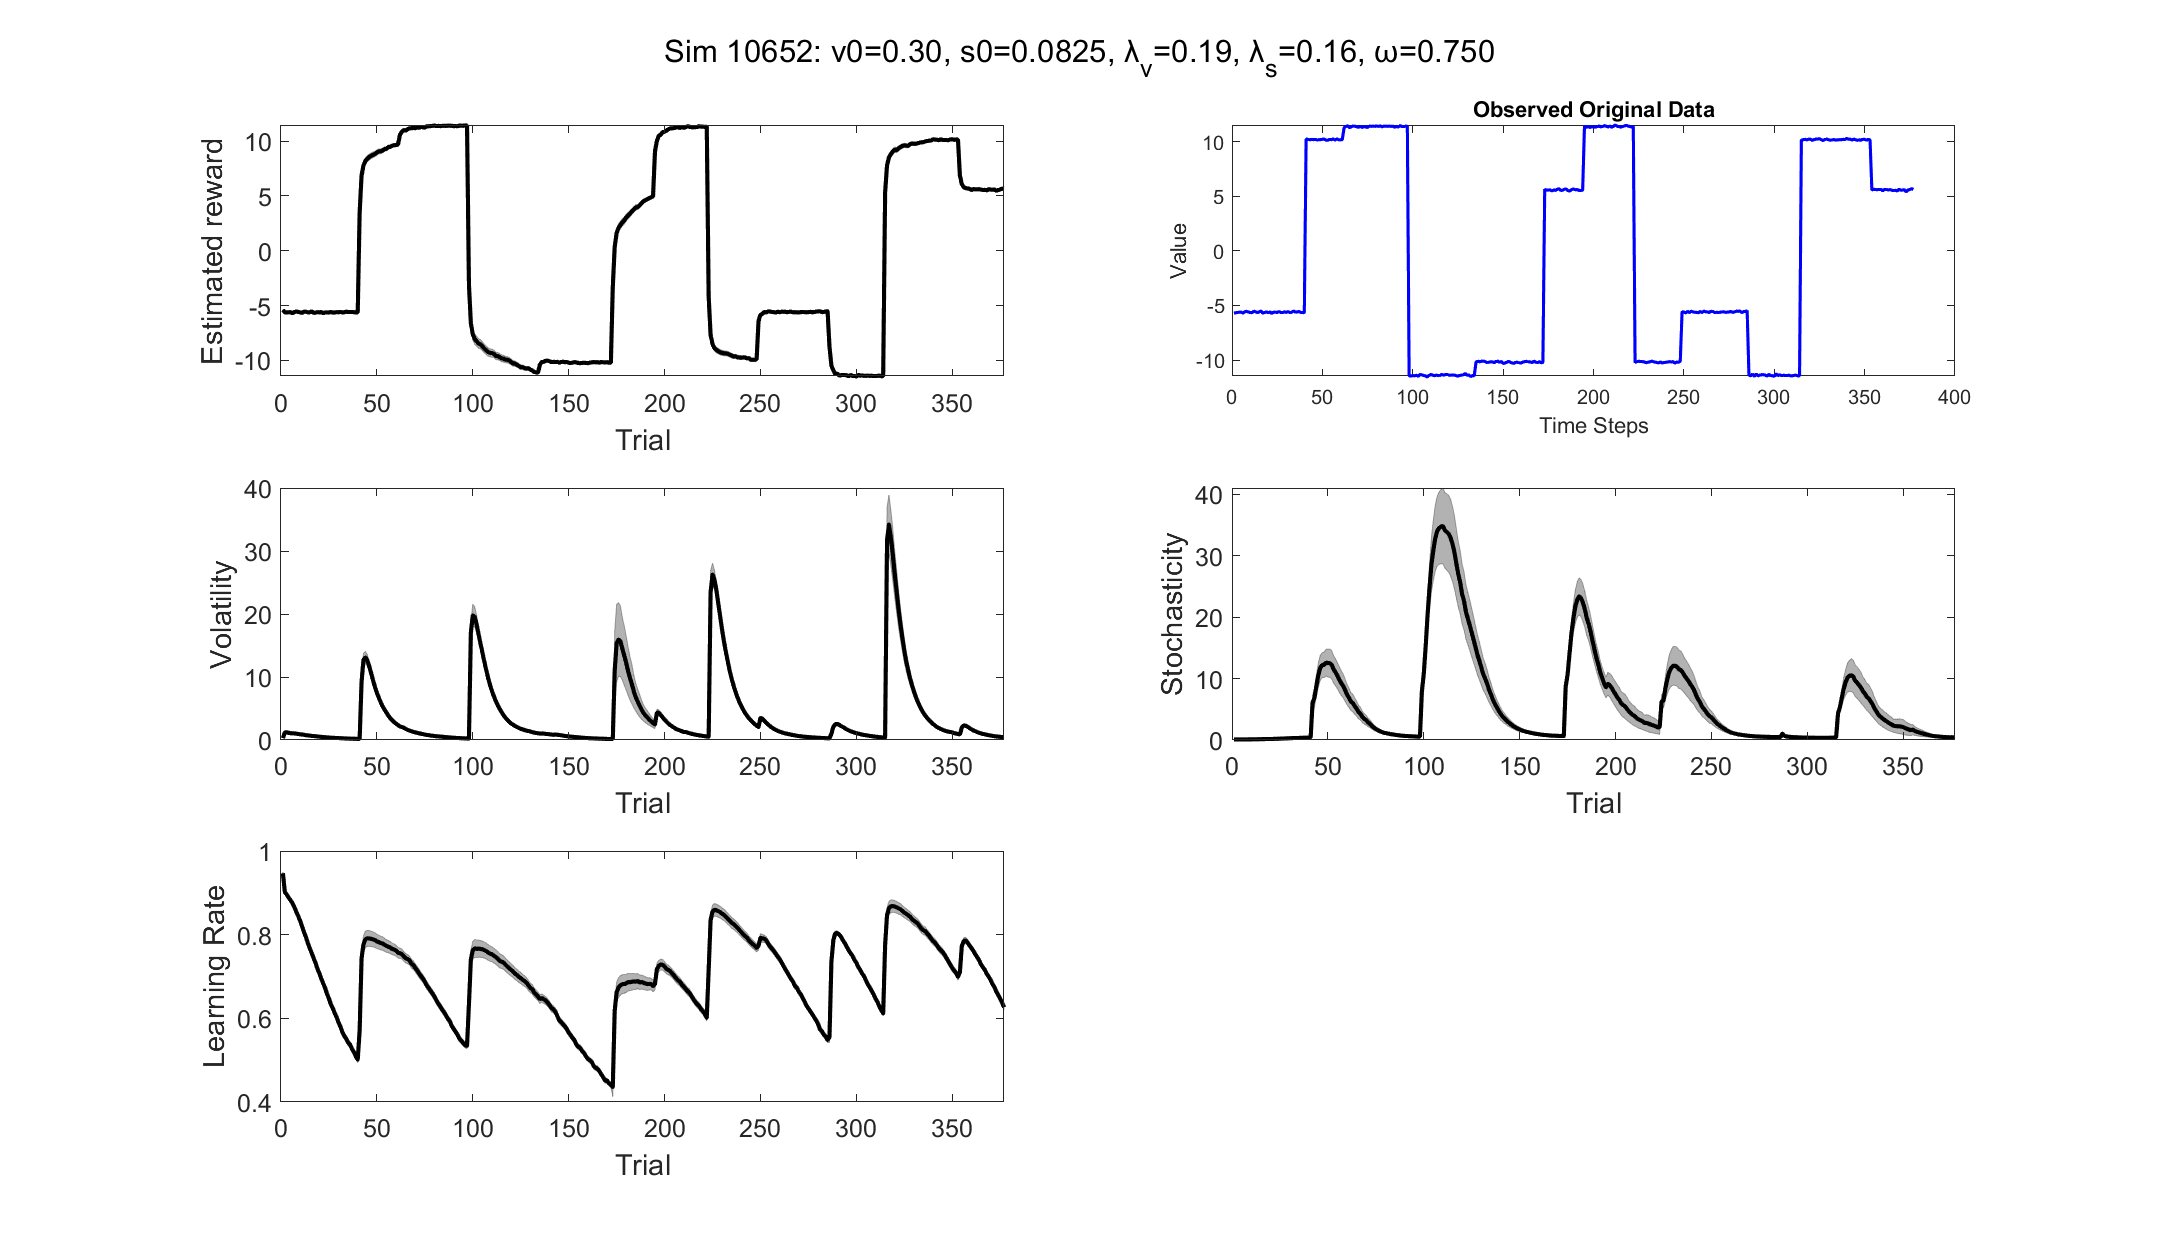 Sim 10652: v0=0.30, s0=0.0825, λ_v=0.19, λ_s=0.16, ω=0.750
Estimated reward
10
5
0
-5
-10
0 50 100 150 200 250 300 350
Trial
Observed Original Data
Value
10
5
0
-5
-10
0 50 100 150 200 250 300 350 400
Time Steps
Volatility
40
30
20
10
0
0 50 100 150 200 250 300 350
Trial
Stochasticity
40
30
20
10
0
0 50 100 150 200 250 300 350
Trial
Learning Rate
1
0.8
0.6
0.4
0 50 100 150 200 250 300 350
Trial